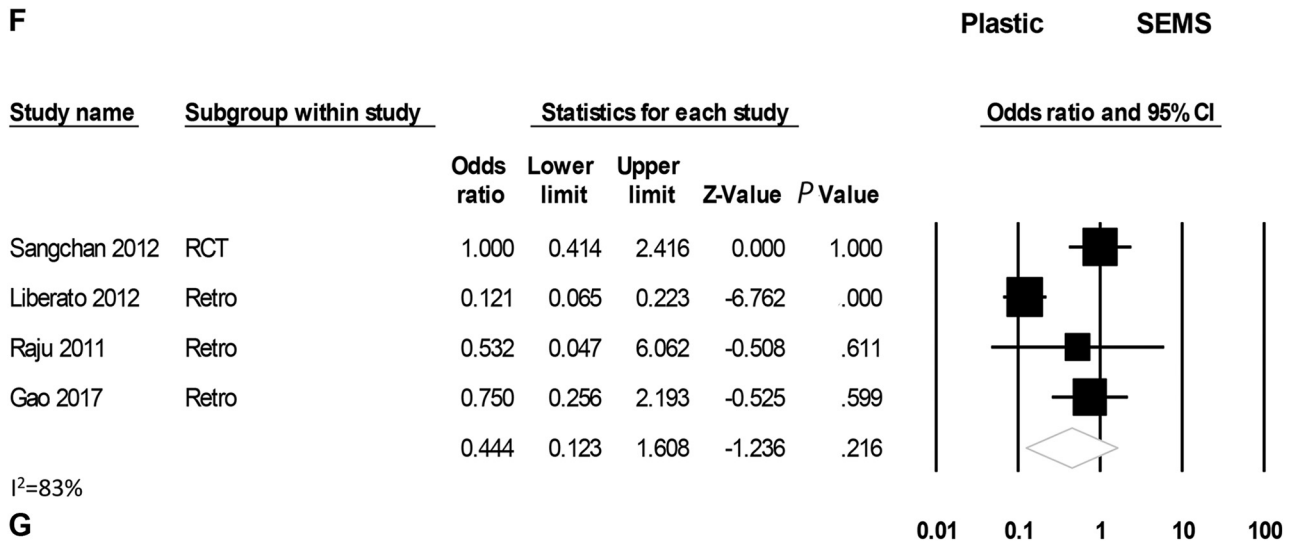 F
Plastic SEMS
Study name Subgroup within study Statistics for each study Odds ratio and 95% CI
Odds Lower Upper
ratio limit limit Z-Value P Value
Sangchan 2012 RCT 1.000 0.414 2.416 0.000 1.000
Liberato 2012 Retro 0.121 0.065 0.223 -6.762 .000
Raju 2011 Retro 0.532 0.047 6.062 -0.508 .611
Gao 2017 Retro 0.750 0.256 2.193 -0.525 .599
0.444 0.123 1.608 -1.236 .216
I²=83%
G
0.01 0.1 1 10 100